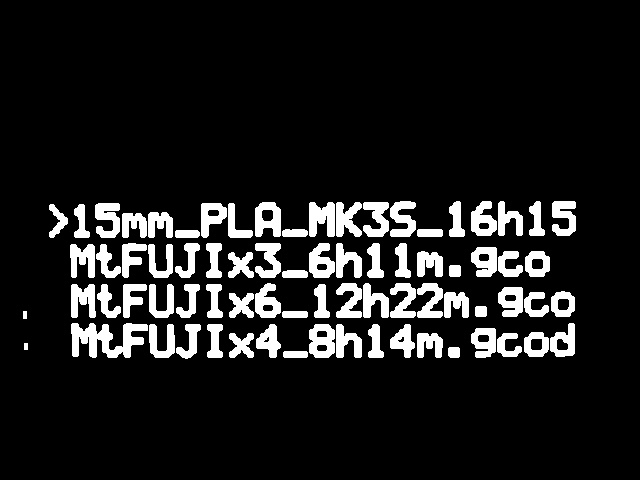 >15mm_PLA_MK3S_16h15
MtFUJIx3_6h11m.gco
MtFUJIx6_12h22m.gco
MtFUJIx4_8h14m.gcod